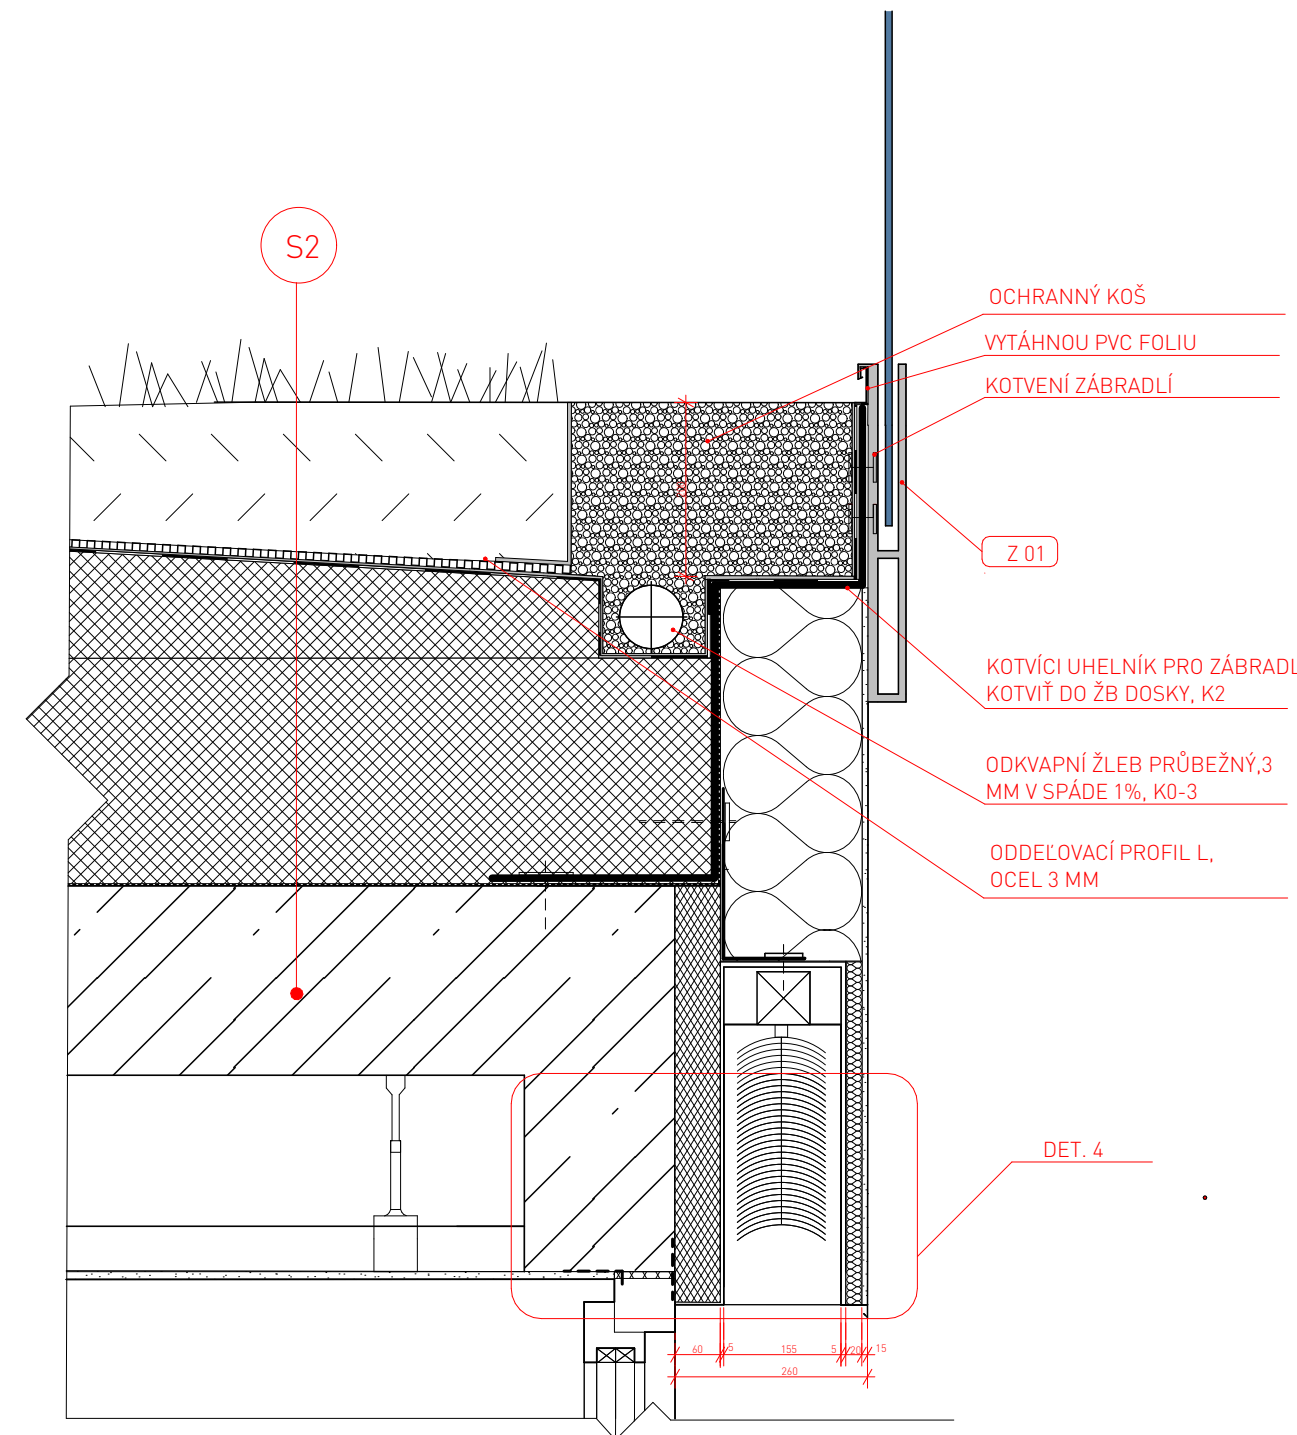 S2
OCHRANNÝ KOŠ
VYTÁHNOU PVC FOLIU
KOTVENÍ ZÁBRADLÍ
Z 01
KOTVÍCI UHELNÍK PRO ZÁBRADL
KOTVIŤ DO ŽB DOSKY, K2
ODKVAPNÍ ŽLEB PRŮBEŽNÝ,3
MM V SPÁDE 1%, K0-3
ODDEĽOVACÍ PROFIL L,
OCEL 3 MM
DET. 4
60 5 155 5 20 15
260